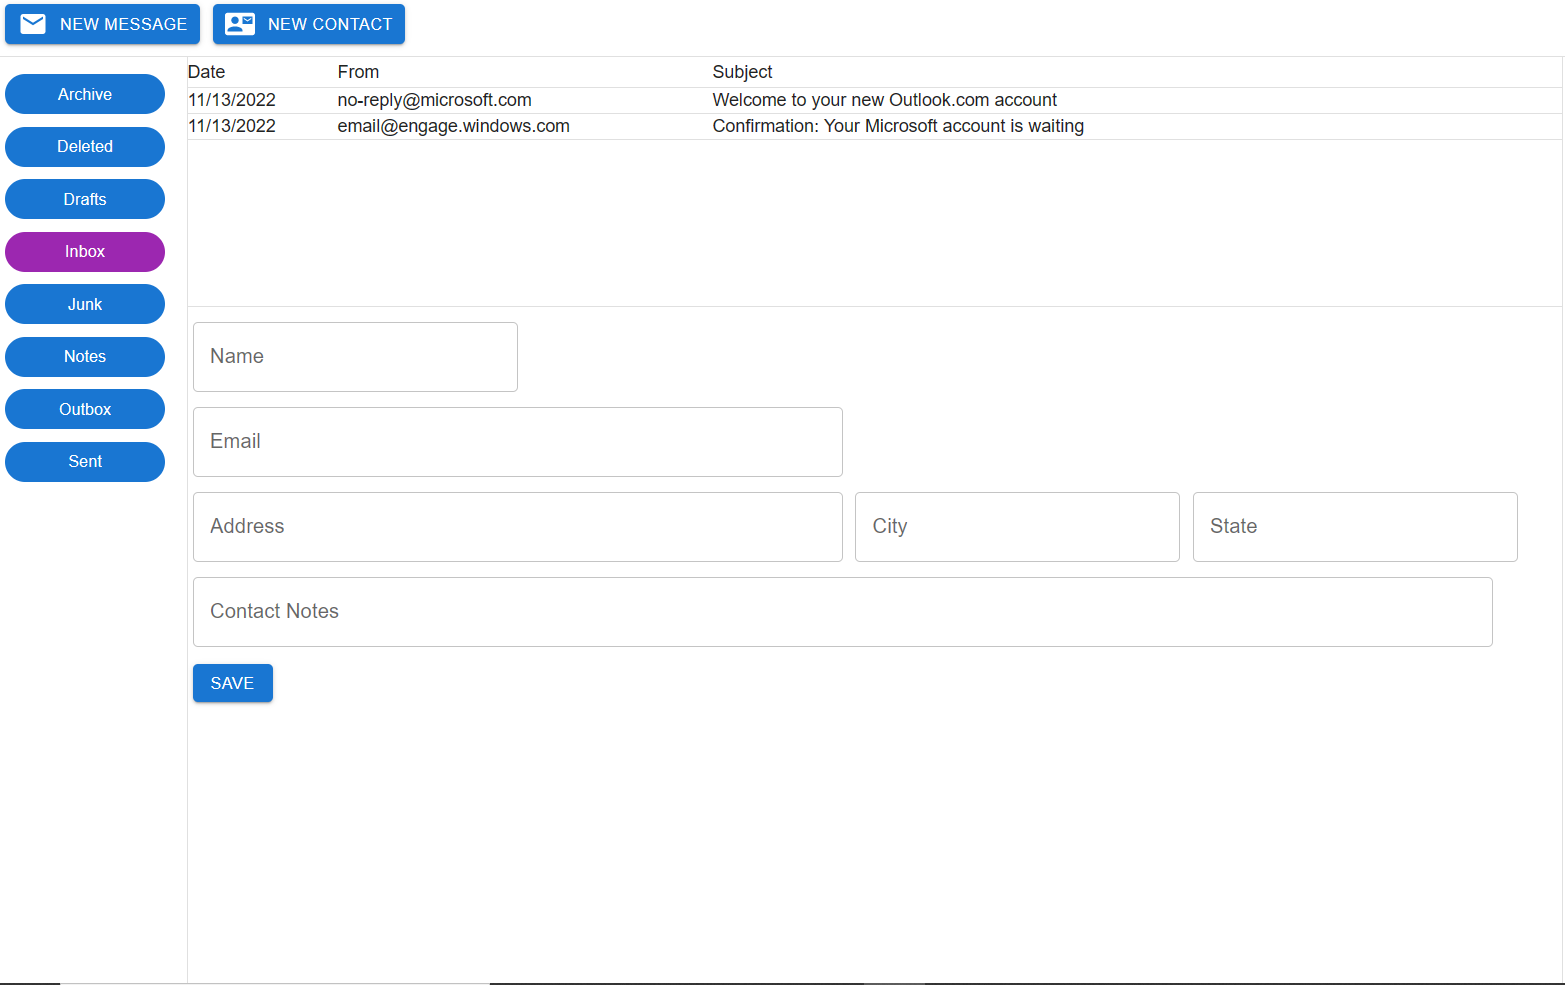 NEW MESSAGE NEW CONTACT
Archive
Deleted
Drafts
Inbox
Junk
Notes
Outbox
Sent
Date From Subject
11/13/2022 no-reply@microsoft.com Welcome to your new Outlook.com account
11/13/2022 email@engage.windows.com Confirmation: Your Microsoft account is waiting
Name
Email
Address City State
Contact Notes
SAVE